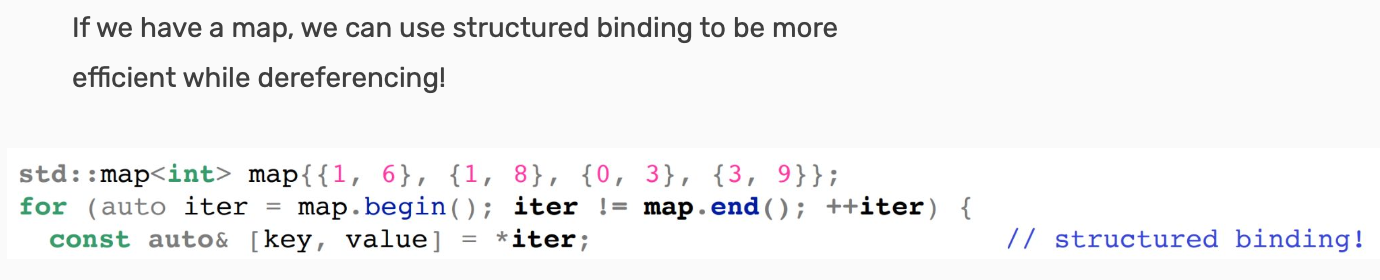 If we have a map, we can use structured binding to be more
efficient while dereferencing!
std::map<int> map{{1, 6}, {1, 8}, {0, 3}, {3, 9}};
for (auto iter = map.begin(); iter != map.end(); ++iter) {
const auto& [key, value] = *iter; // structured binding!